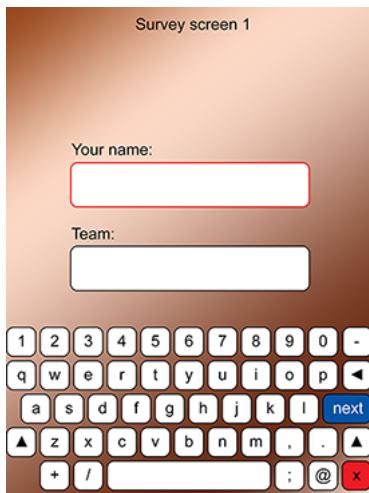 Survey screen 1
Your name:
Team:
1 2 3 4 5 6 7 8 9 0 -
q w e r t y u i o p ◄
a s d f g h j k l next
▲ z x c v b n m , . ▲
+ / ; @ x